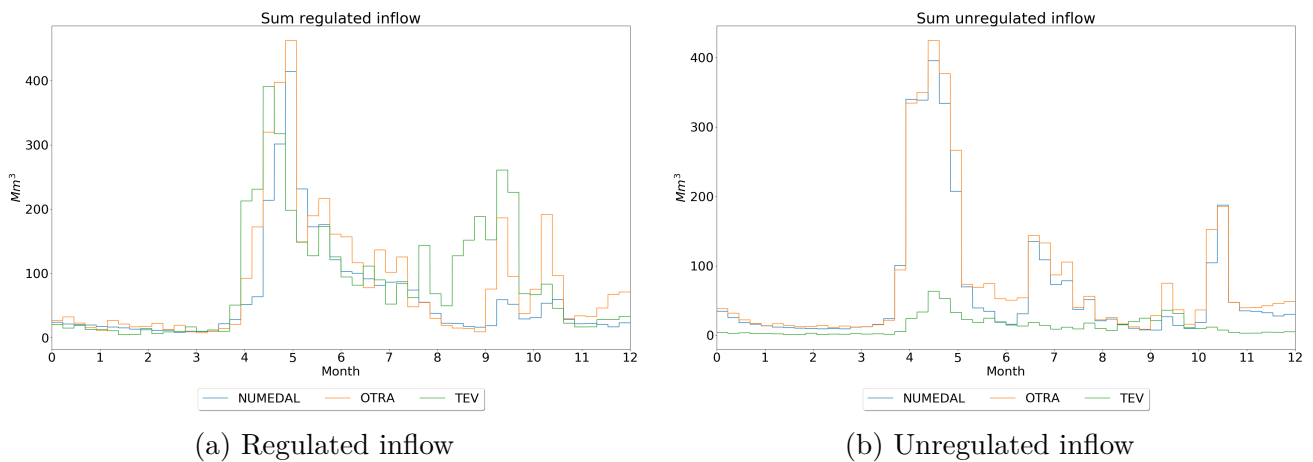 Sum regulated inflow
400
300
200
100
0
Mm³
0 1 2 3 4 5 6 7 8 9 10 11 12
Month
NUMEDAL OTRA TEV
(a) Regulated inflow
Sum unregulated inflow
400
300
200
100
0
Mm³
0 1 2 3 4 5 6 7 8 9 10 11 12
Month
NUMEDAL OTRA TEV
(b) Unregulated inflow